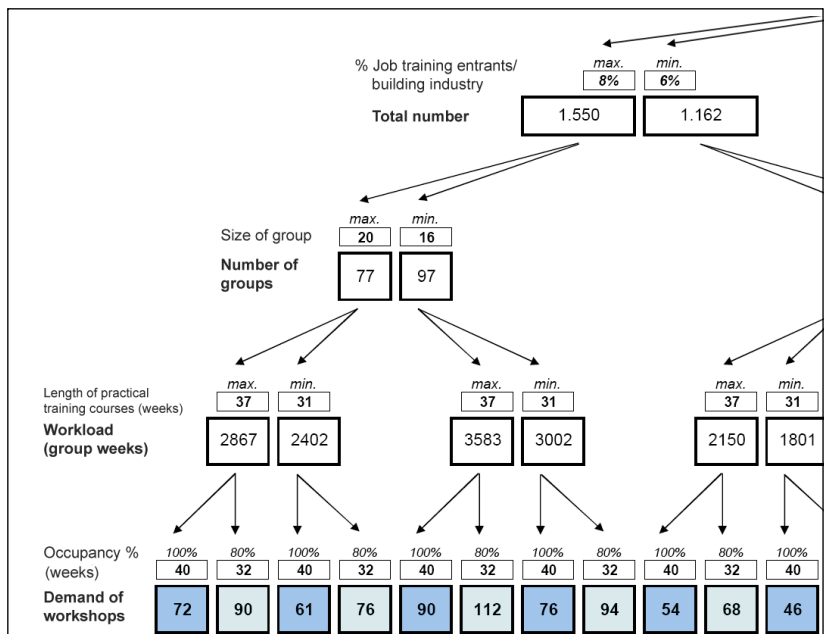 % Job training entrants/ max. min.
building industry 8% 6%
Total number 1.550 1.162
max. min.
Size of group 20 16
Number of
groups 77 97
max. min. max. min. max. min.
Length of practical
training courses (weeks) 37 31 37 31 37 31
Workload
(group weeks) 2867 2402 3583 3002 2150 1801
Occupancy % 100% 80% 100% 80% 100% 80% 100% 80% 100% 80% 100%
(weeks) 40 32 40 32 40 32 40 32 40 32 40
Demand of
workshops 72 90 61 76 90 112 76 94 54 68 46